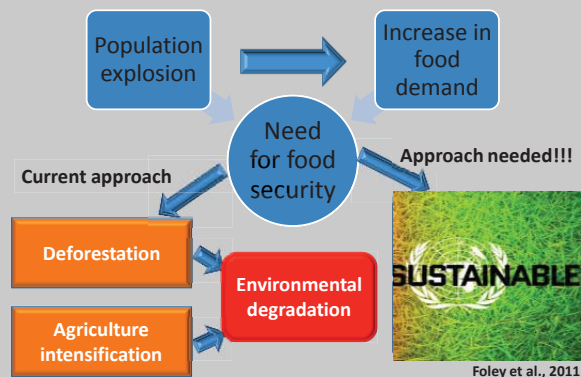 Population
explosion
Increase in
food
demand
Need
for food
security
Current approach
Approach needed!!!
Deforestation
Agriculture
intensification
Environmental
degradation
SUSTAINABLE
Foley et al., 2011